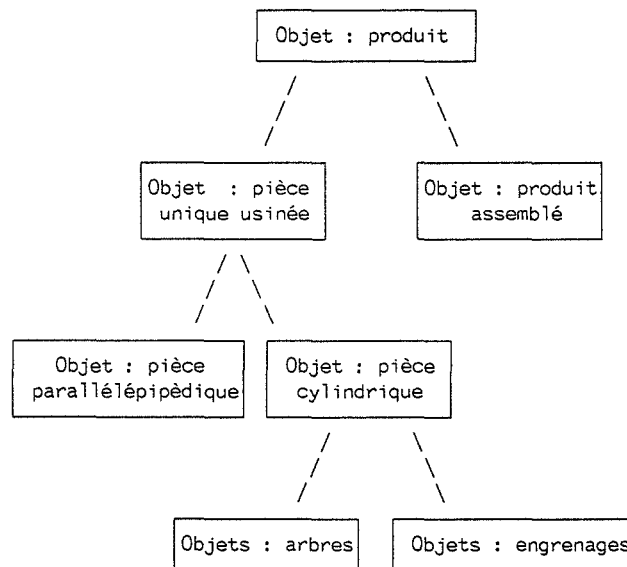 Objet : produit
Objet : pièce
unique usinée
Objet : produit
assemblé
Objet : pièce
parallélépipèdique
Objet : pièce
cylindrique
Objets : arbres
Objets : engrenages